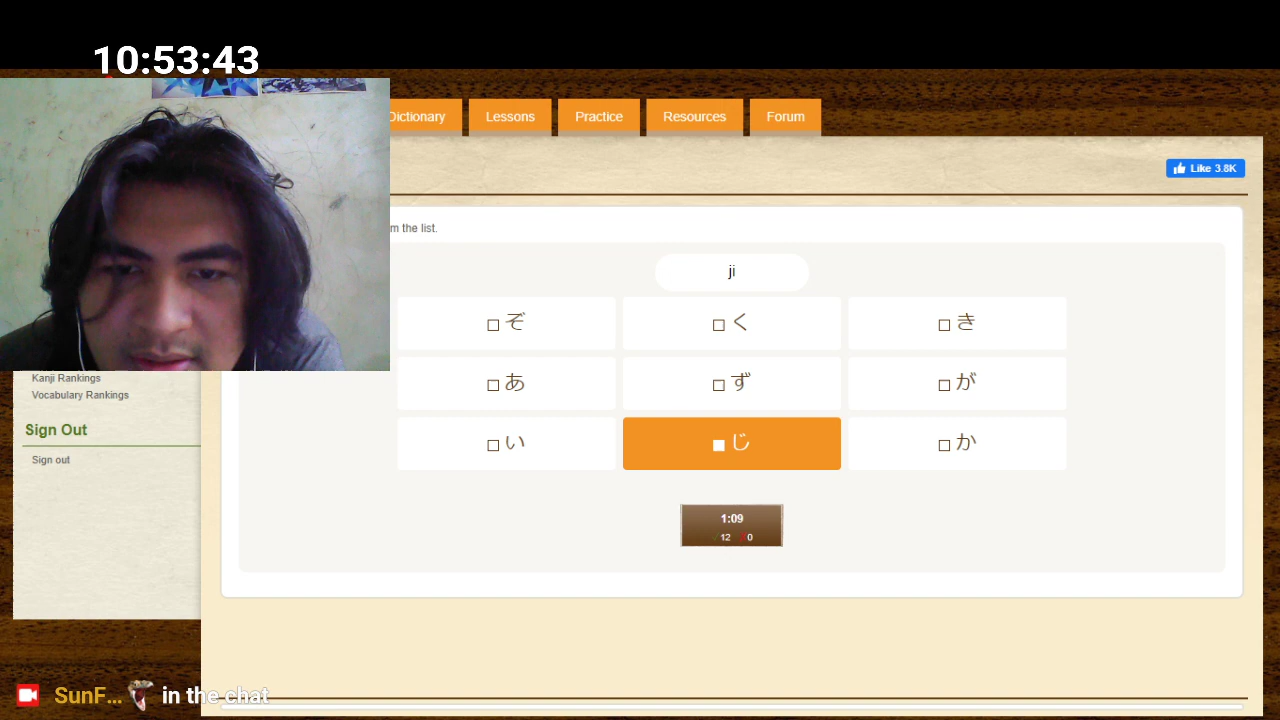 10:53:43
Dictionary Lessons Practice Resources Forum
Like 3.8K
m the list.
ji
ぞ く き
あ ず が
い じ か
Kanji Rankings
Vocabulary Rankings
Sign Out
Sign out
1:09
12 0
SunF... in the chat